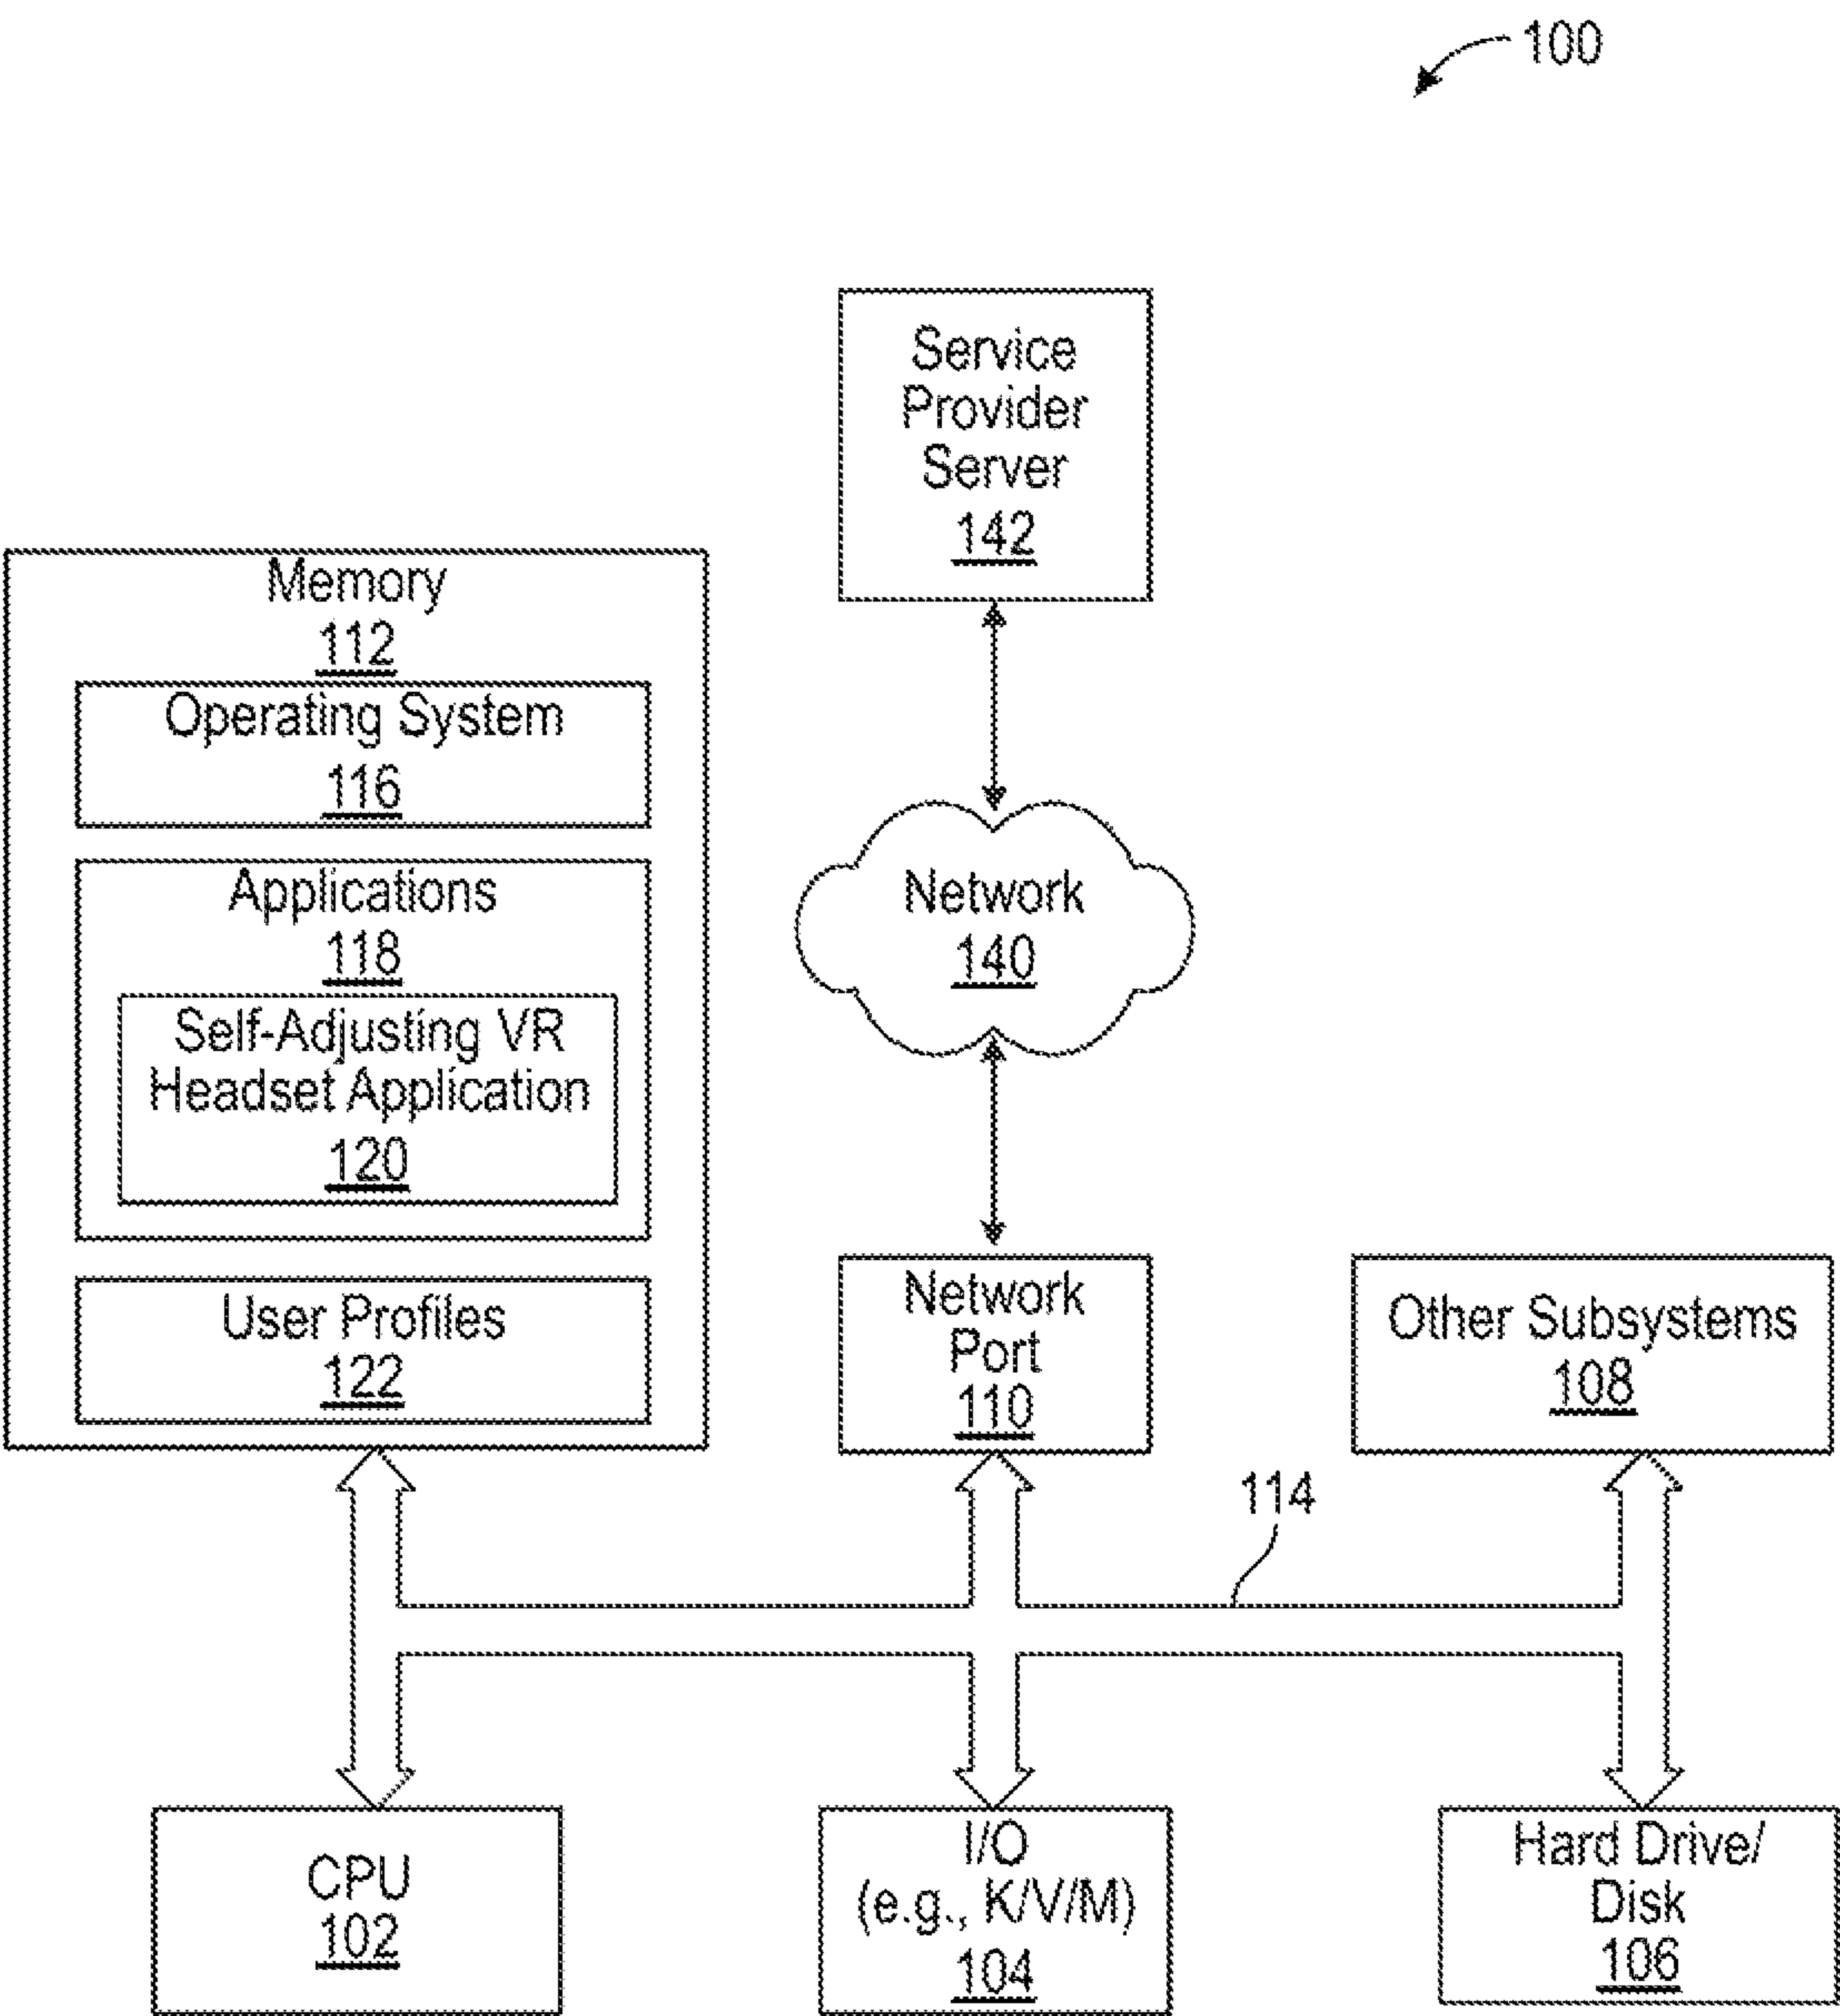 100
Service
Provider
Server
142
Memory
112
Operating System
116
Applications
118
Self-Adjusting VR
Headset Application
120
User Profiles
122
Network
140
Network
Port
110
Other Subsystems
108
114
CPU
102
I/O
(e.g., K/V/M)
104
Hard Drive/
Disk
106